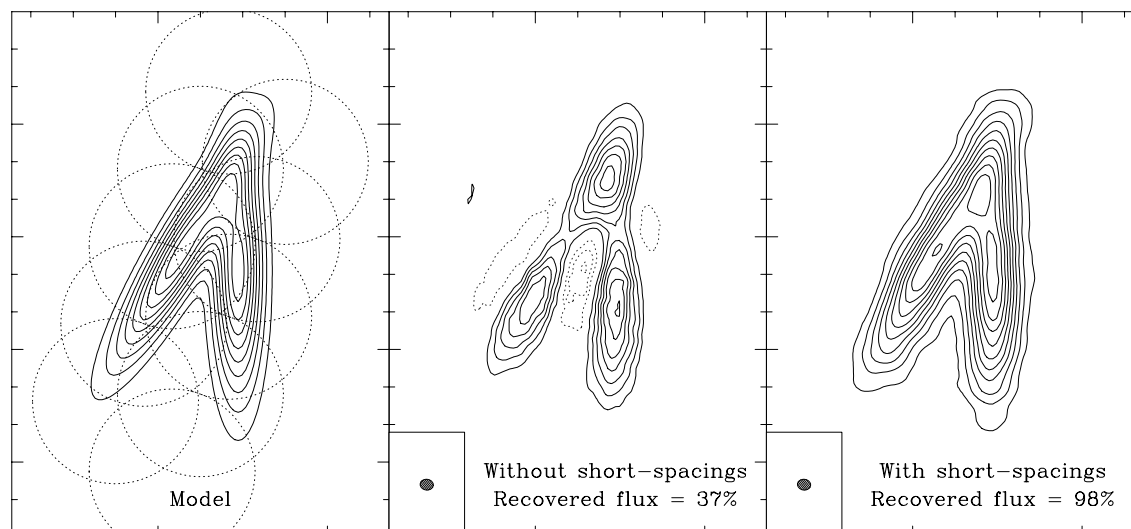 Model
Without short-spacings
Recovered flux = 37%
With short-spacings
Recovered flux = 98%